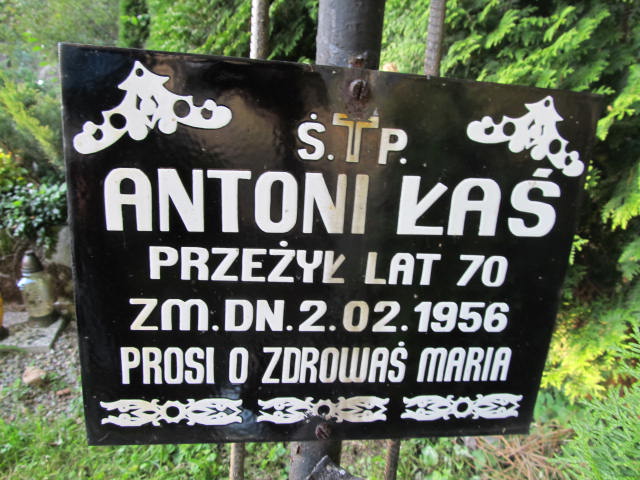 Ś.†P.
ANTONI ŁAŚ
PRZEŻYŁ LAT 70
ZM.DN.2.02.1956
PROSI O ZDROWAŚ MARIA